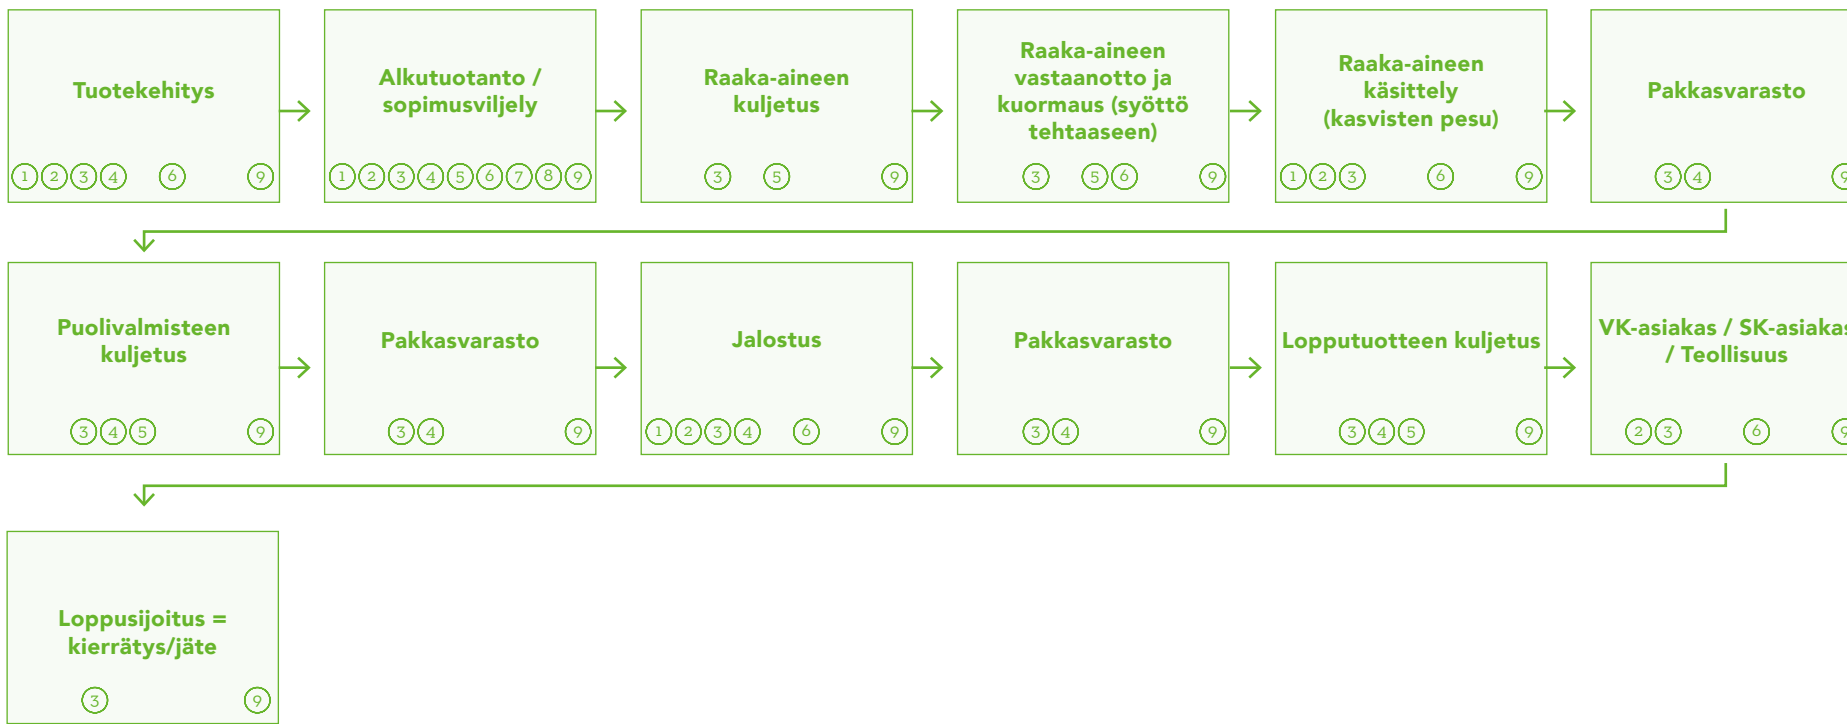 Tuotekehitys
1 2 3 4 6 9
Alkutuotanto /
sopimusviljely
1 2 3 4 5 6 7 8 9
Raaka-aineen
kuljetus
3 5 9
Raaka-aineen
vastaanotto ja
kuormaus (syöttö
tehtaaseen)
3 5 6 9
Raaka-aineen
käsittely
(kasvisten pesu)
1 2 3 6 9
Pakkasvarasto
3 4 9
Puolivalmisteen
kuljetus
3 4 5 9
Pakkasvarasto
3 4 9
Jalostus
1 2 3 4 6 9
Pakkasvarasto
3 4 9
Lopputuotteen kuljetus
3 4 5 9
VK-asiakas / SK-asiakas
/ Teollisuus
2 3 6 9
Loppusijoitus =
kierrätys/jäte
3 9